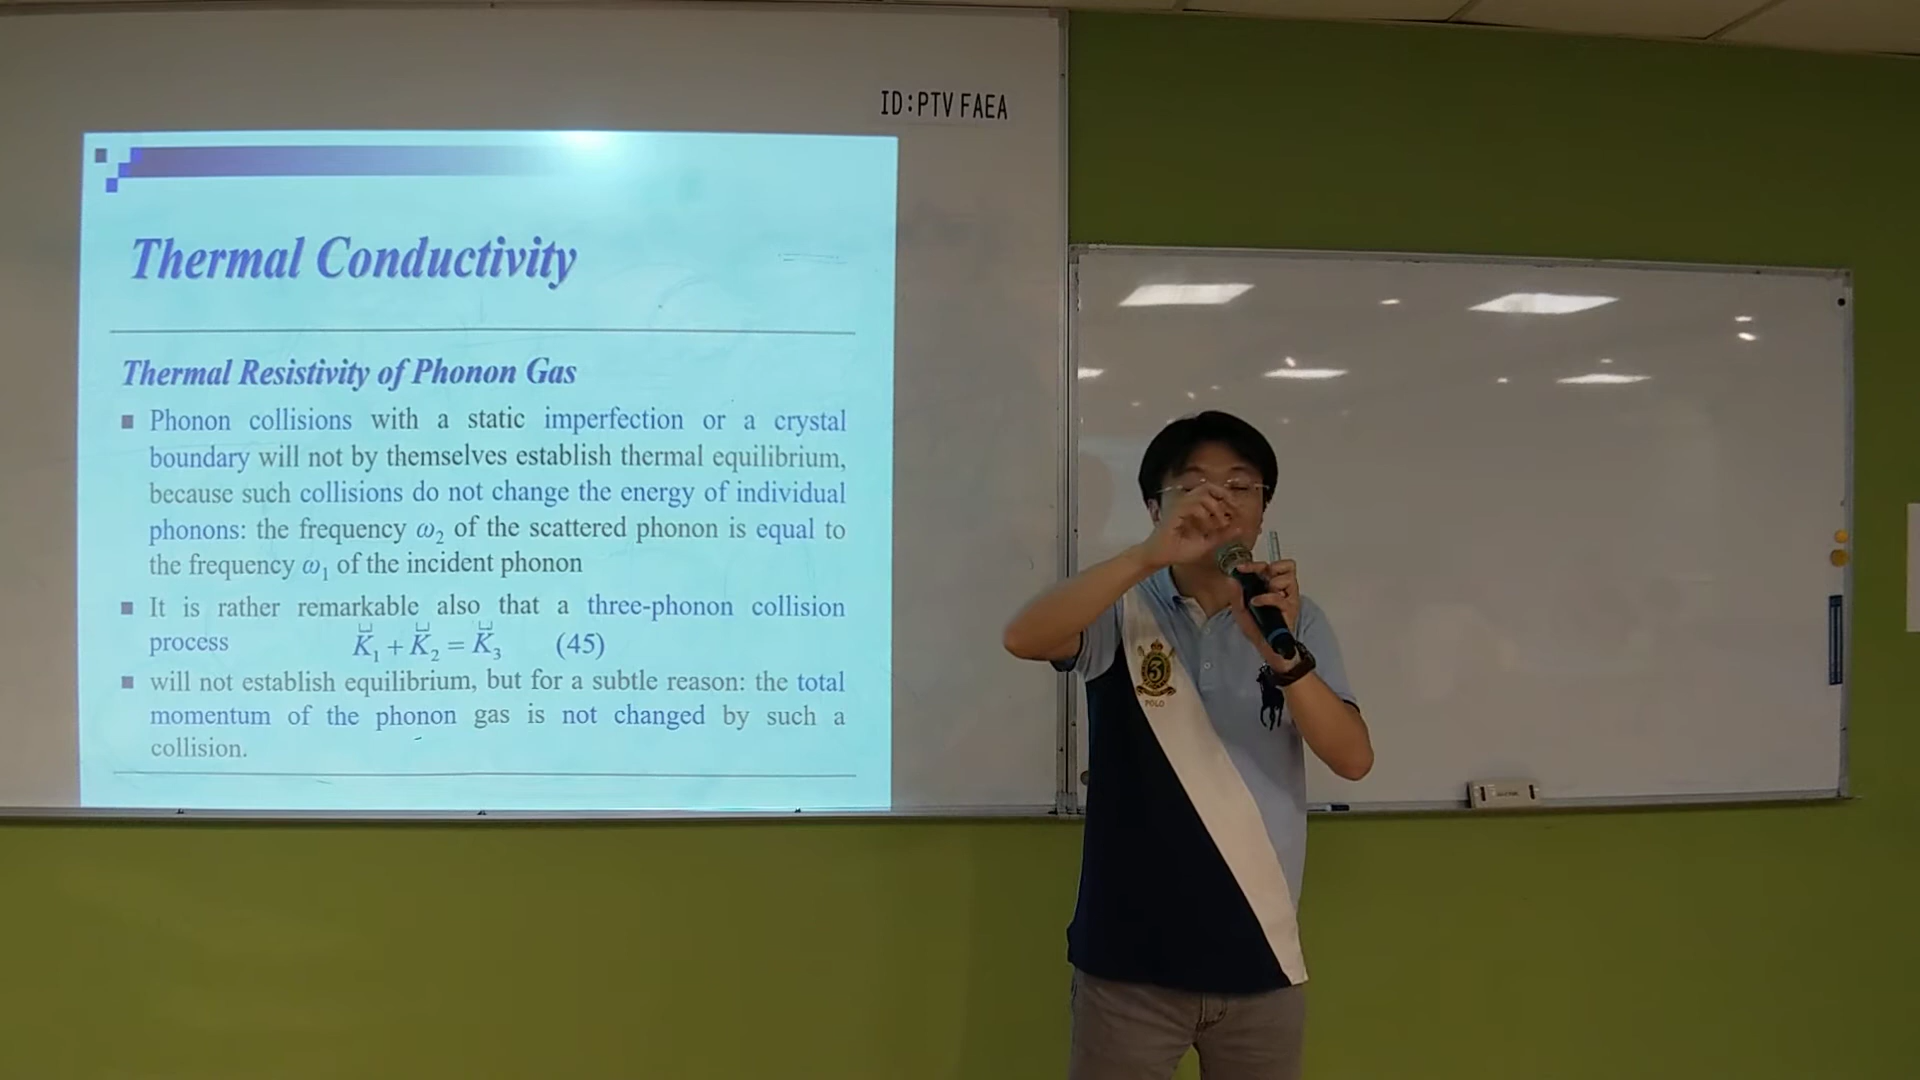 ID:PTV FAEA
Thermal Conductivity
Thermal Resistivity of Phonon Gas
■ Phonon collisions with a static imperfection or a crystal
boundary will not by themselves establish thermal equilibrium,
because such collisions do not change the energy of individual
phonons: the frequency ω₂ of the scattered phonon is equal to
the frequency ω₁ of the incident phonon
■ It is rather remarkable also that a three-phonon collision
process K₁ + K₂ = K₃ (45)
■ will not establish equilibrium, but for a subtle reason: the total
momentum of the phonon gas is not changed by such a
collision.
3
POLO